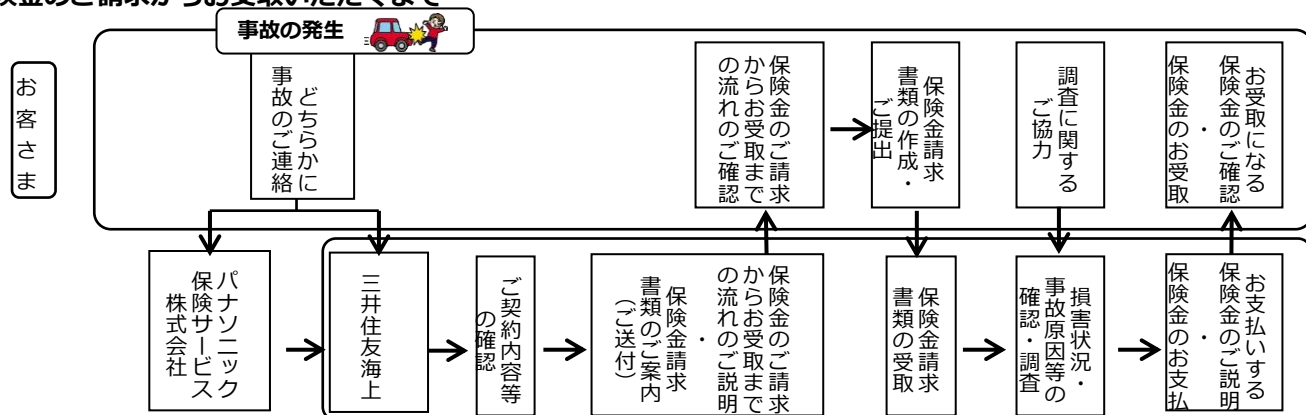 険金のご請求からお受取いただくまで
事故の発生
お客さま
どちらかに
事故のご連絡
保険金のご請求
からお受取まで
の流れのご確認
保険金請求
書類の作成・
ご提出
調査に関する
ご協力
お受取になる
保険金のご確認
・
保険金のお受取
パナソニック
保険サービス
株式会社
三井住友海上
ご契約内容等
の確認
保険金のご請求
からお受取まで
の流れのご説明
・
保険金請求
書類のご案内
（ご送付）
保険金請求
書類の受取
損害状況・
事故原因等の
確認・調査
お支払いする
保険金のご説明
・
保険金のお支払